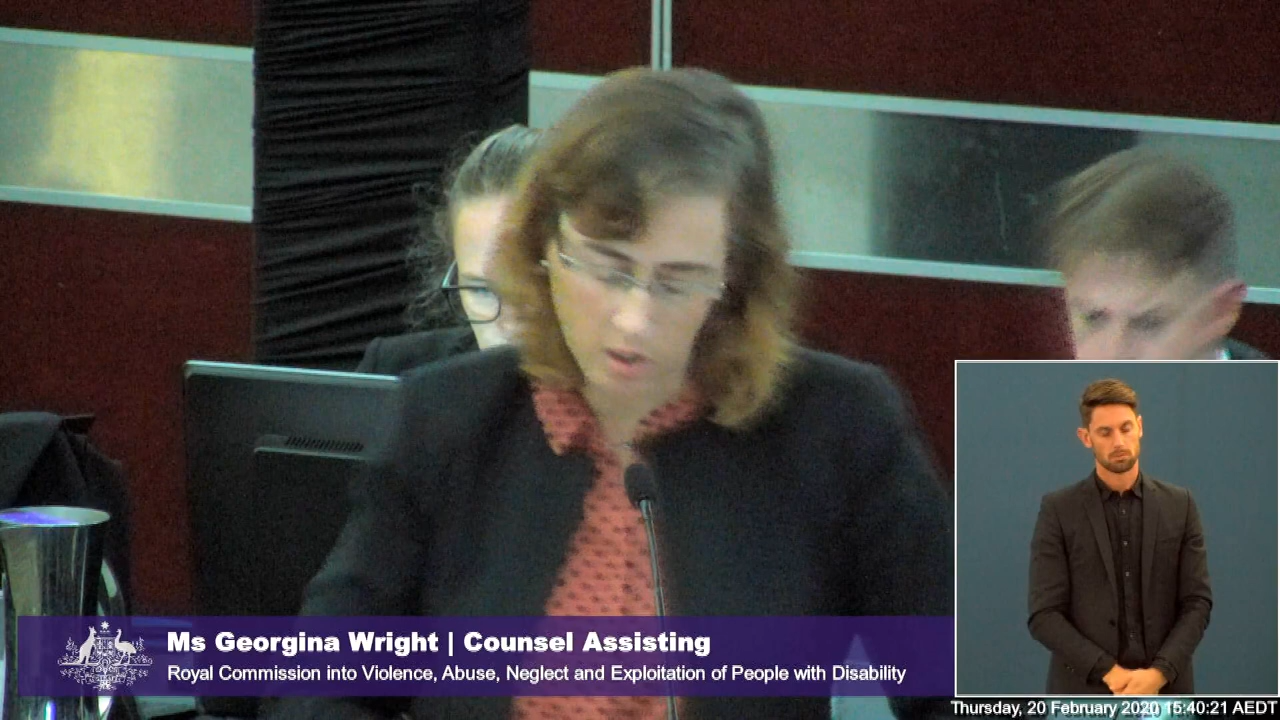 Ms Georgina Wright | Counsel Assisting
Royal Commission into Violence, Abuse, Neglect and Exploitation of People with Disability
Thursday, 20 February 2020 15:40:21 AEDT